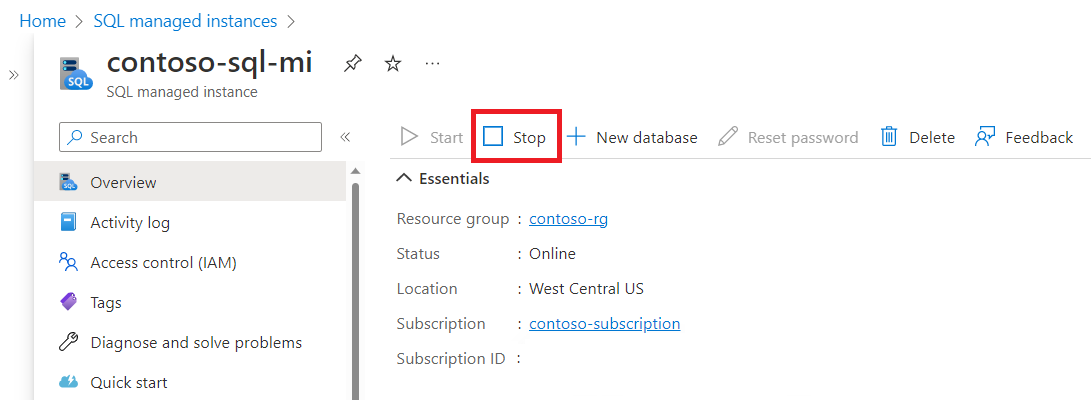 Home > SQL managed instances >
» contoso-sql-mi ...
SQL managed instance
Search «
Overview
Activity log
Access control (IAM)
Tags
Diagnose and solve problems
Quick start
Start Stop New database Reset password Delete Feedback
Essentials
Resource group : contoso-rg
Status : Online
Location : West Central US
Subscription : contoso-subscription
Subscription ID :